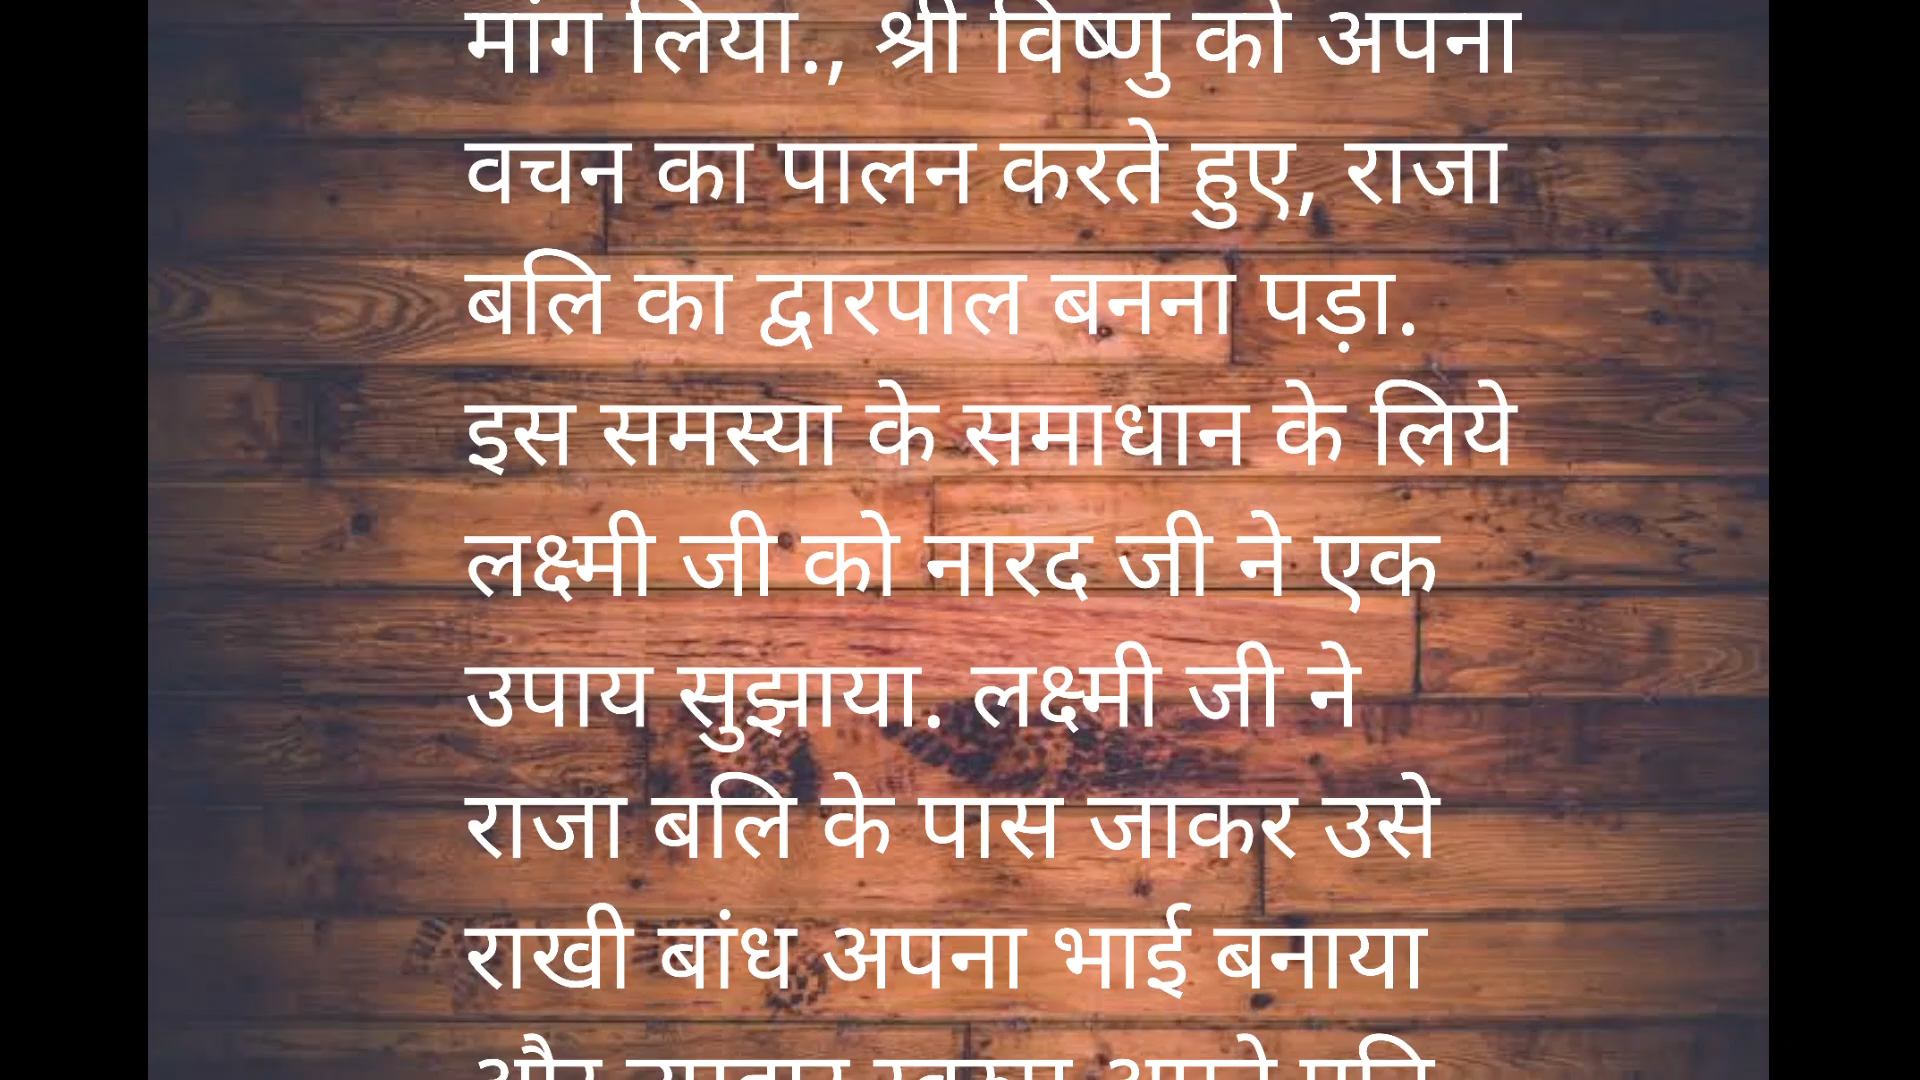 मांग लिया., श्री विष्णु को अपना
वचन का पालन करते हुए, राजा
बलि का द्वारपाल बनना पड़ा.
इस समस्या के समाधान के लिये
लक्ष्मी जी को नारद जी ने एक
उपाय सुझाया. लक्ष्मी जी ने
राजा बलि के पास जाकर उसे
राखी बांध अपना भाई बनाया